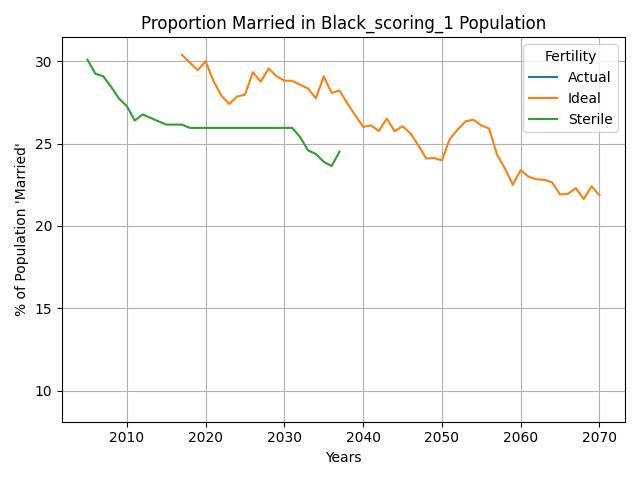 Proportion Married in Black_scoring_1 Population
% of Population 'Married'
30
25
20
15
10
Fertility
Actual
Ideal
Sterile
2010 2020 2030 2040 2050 2060 2070
Years